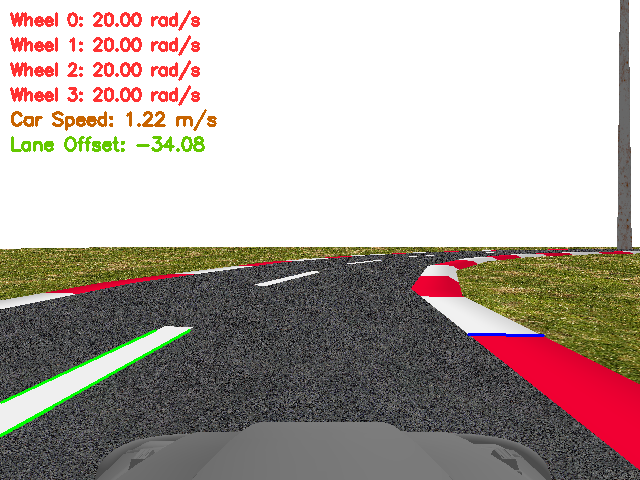 Wheel 0: 20.00 rad/s
Wheel 1: 20.00 rad/s
Wheel 2: 20.00 rad/s
Wheel 3: 20.00 rad/s
Car Speed: 1.22 m/s
Lane Offset: -34.08